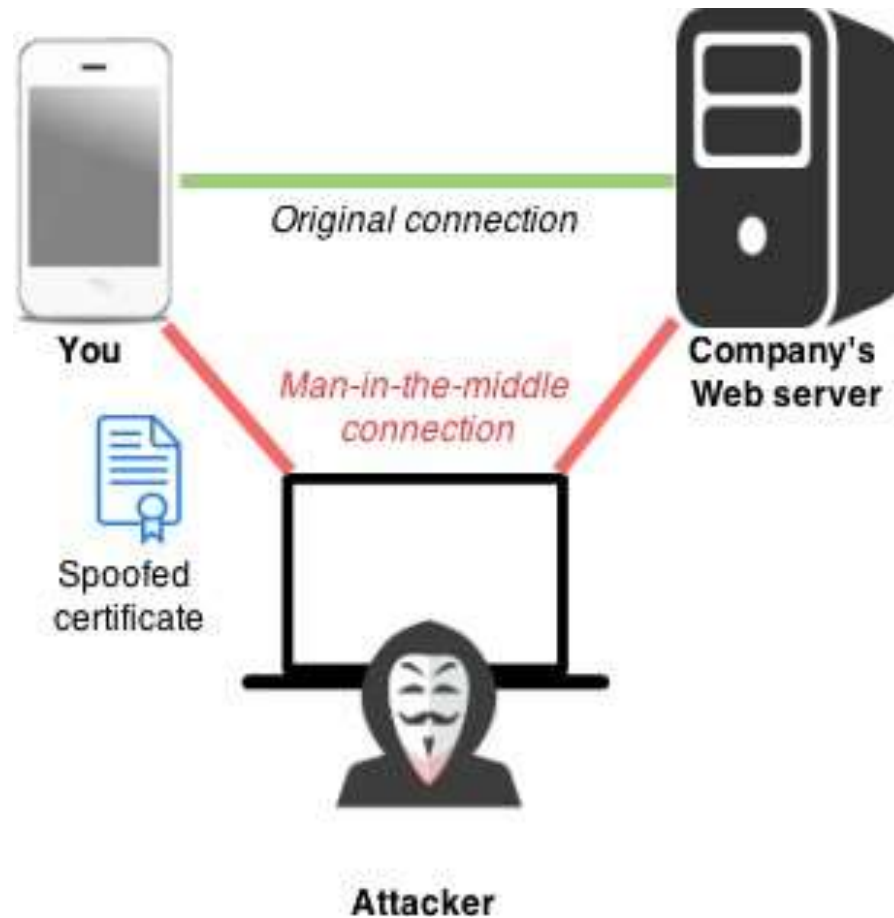 Original connection
You
Company's
Web server
Man-in-the-middle
connection
Spoofed
certificate
Attacker